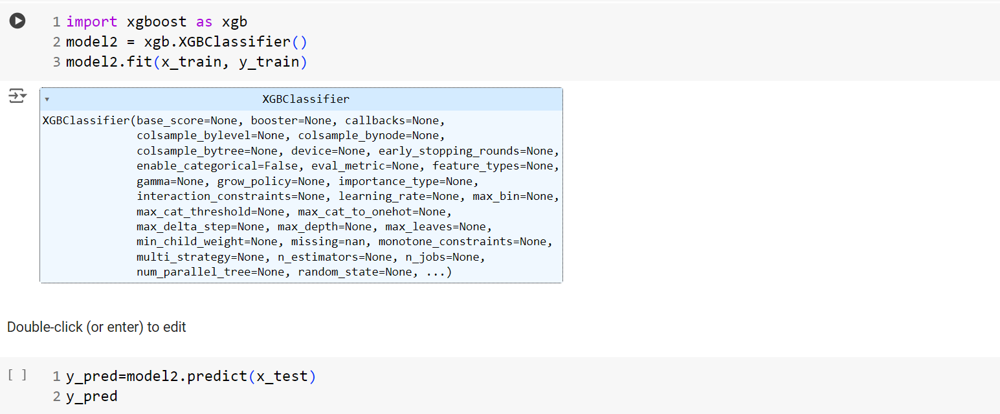 1 import xgboost as xgb
2 model2 = xgb.XGBClassifier()
3 model2.fit(x_train, y_train)
▾ XGBClassifier
XGBClassifier(base_score=None, booster=None, callbacks=None,
colsample_bylevel=None, colsample_bynode=None,
colsample_bytree=None, device=None, early_stopping_rounds=None,
enable_categorical=False, eval_metric=None, feature_types=None,
gamma=None, grow_policy=None, importance_type=None,
interaction_constraints=None, learning_rate=None, max_bin=None,
max_cat_threshold=None, max_cat_to_onehot=None,
max_delta_step=None, max_depth=None, max_leaves=None,
min_child_weight=None, missing=nan, monotone_constraints=None,
multi_strategy=None, n_estimators=None, n_jobs=None,
num_parallel_tree=None, random_state=None, ...)
Double-click (or enter) to edit
[ ] 1 y_pred=model2.predict(x_test)
2 y_pred